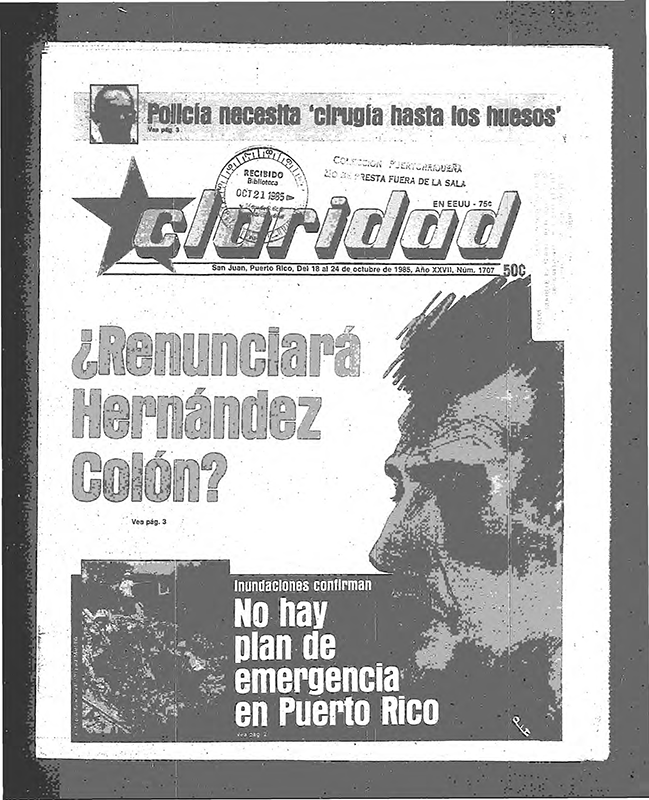 Policía necesita 'cirugía hasta los huesos'
Vea pág. 3
RECIBIDO
Biblioteca
OCT 21 1985
COLECCION PUERTORRIQUEÑA
NO SE PRESTA FUERA DE LA SALA
EN EEUU - 75¢
claridad
San Juan, Puerto Rico, Del 18 al 24 de octubre de 1985, Año XXVII, Núm. 1707
50¢
¿Renunciará
Hernández
Colón?
Vea pág. 3
Inundaciones confirman
No hay
plan de
emergencia
en Puerto Rico
Vea pág.